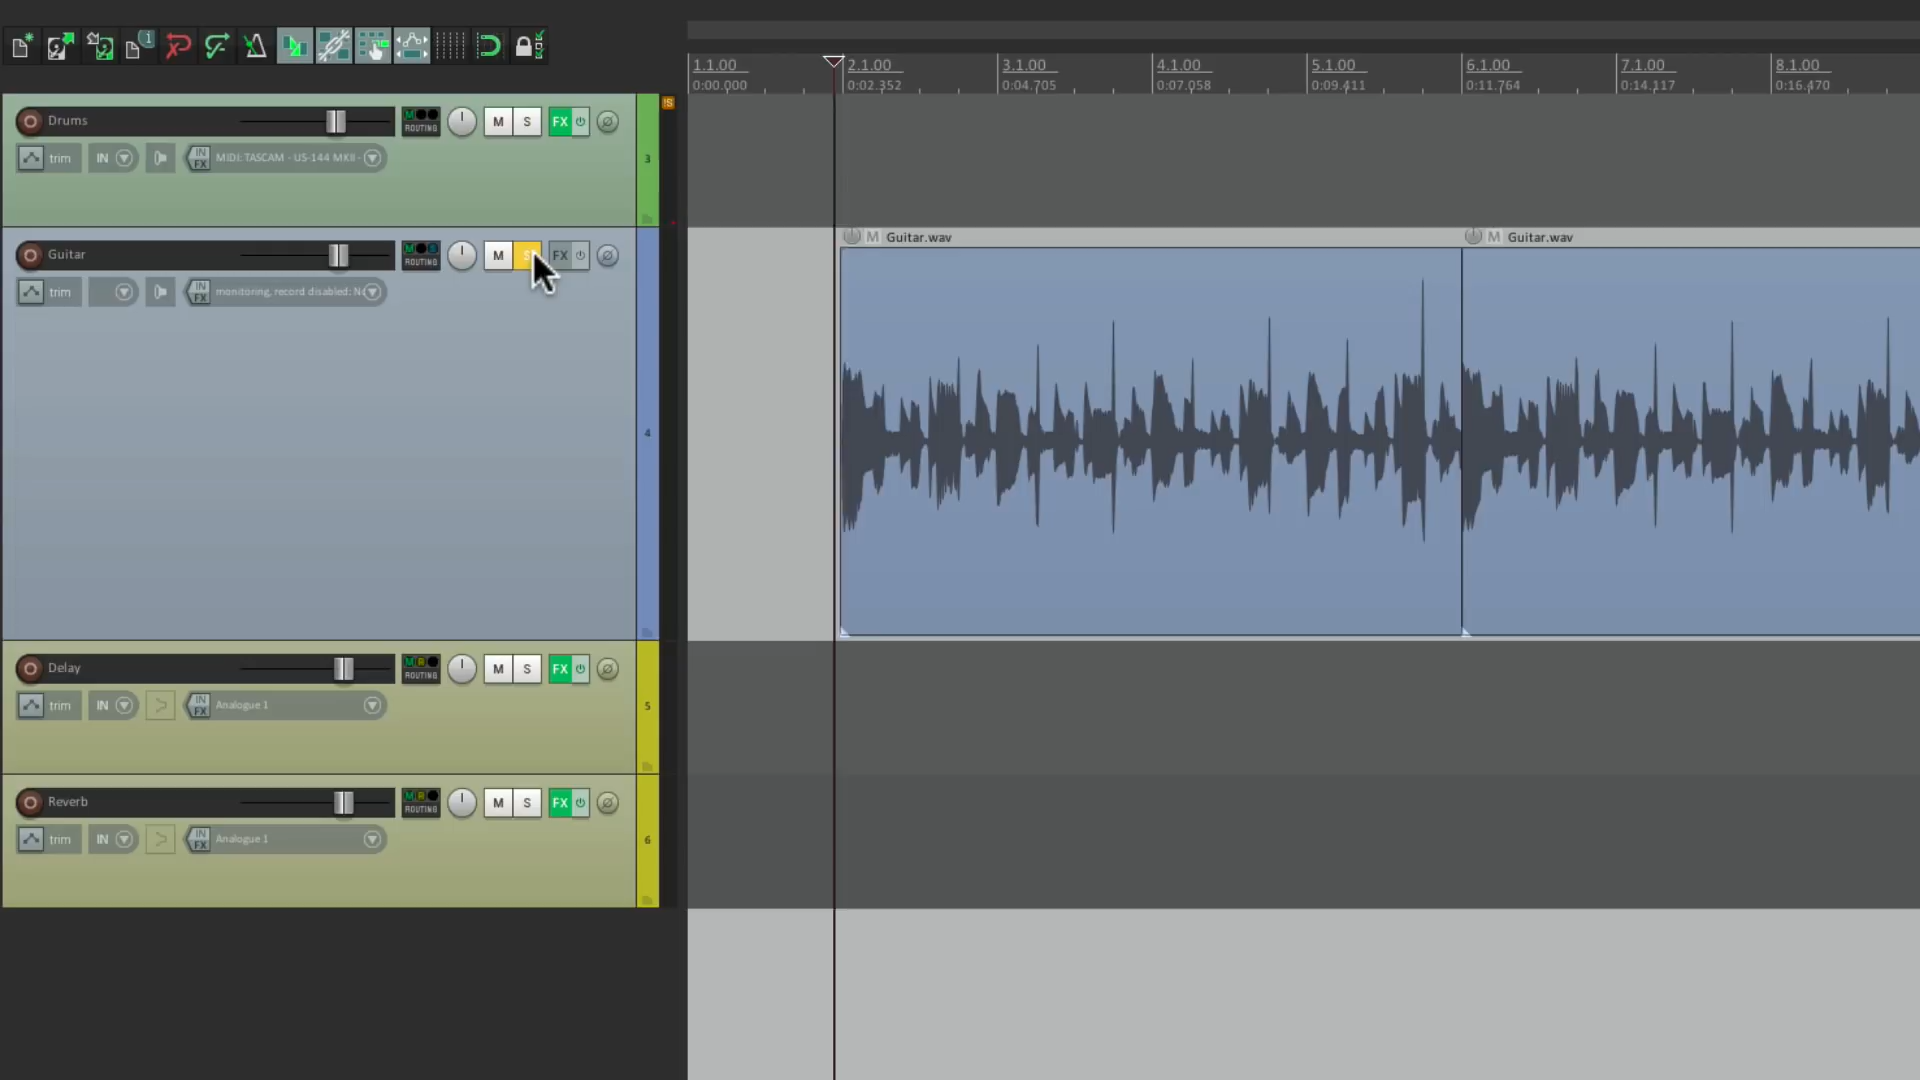 1.1.00 2.1.00 3.1.00 4.1.00 5.1.00 6.1.00 7.1.00 8.1.00
0:00.000 0:02.352 0:04.705 0:07.058 0:09.411 0:11.764 0:14.117 0:16.470
Drums ROUTING M S FX
trim IN IN FX MIDI: TASCAM - US-144 MKII -
3
Guitar ROUTING M S FX
trim IN FX monitoring, record disabled: N
4
M Guitar.wav M Guitar.wav
Delay ROUTING M S FX
trim IN IN FX Analogue 1
5
Reverb ROUTING M S FX
trim IN IN FX Analogue 1
6